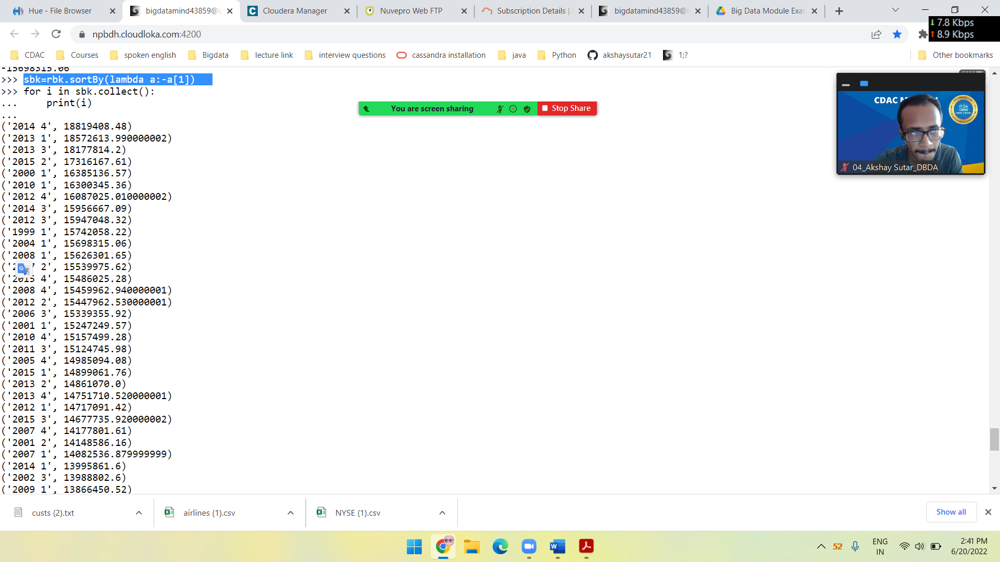 Hue - File Browser
bigdatamind43859@i
Cloudera Manager
Nuvepro Web FTP
Subscription Details |
bigdatamind43859@i
Big Data Module Exam
7.8 Kbps
8.9 Kbps
npbdh.cloudloka.com:4200
CDAC
Courses
spoken english
Bigdata
lecture link
interview questions
cassandra installation
java
Python
akshaysutar21
1;?
Other bookmarks
-15698315.06
>>> sbk=rbk.sortBy(lambda a:-a[1])
>>> for i in sbk.collect():
...     print(i)
...
('2014 4', 18819408.48)
('2013 1', 18572613.990000002)
('2013 3', 18177814.2)
('2015 2', 17316167.61)
('2000 1', 16385136.57)
('2010 1', 16300345.36)
('2012 4', 16087025.010000002)
('2014 3', 15956667.09)
('2012 3', 15947048.32)
('1999 1', 15742058.22)
('2004 1', 15698315.06)
('2008 1', 15626301.65)
2', 15539975.62)
('2015 4', 15486025.28)
('2008 4', 15459962.940000001)
('2012 2', 15447962.530000001)
('2006 3', 15339355.92)
('2001 1', 15247249.57)
('2010 4', 15157499.28)
('2011 3', 15124745.98)
('2005 4', 14985094.08)
('2015 1', 14899061.76)
('2013 2', 14861070.0)
('2013 4', 14751710.520000001)
('2012 1', 14717091.42)
('2015 3', 14677735.920000002)
('2007 4', 14177801.61)
('2001 2', 14148586.16)
('2007 1', 14082536.879999999)
('2014 1', 13995861.6)
('2002 3', 13988802.6)
('2009 1', 13866450.52)
You are screen sharing
Stop Share
CDAC
04_Akshay Sutar_DBDA
custs (2).txt
airlines (1).csv
NYSE (1).csv
Show all
52
ENG
IN
2:41 PM
6/20/2022